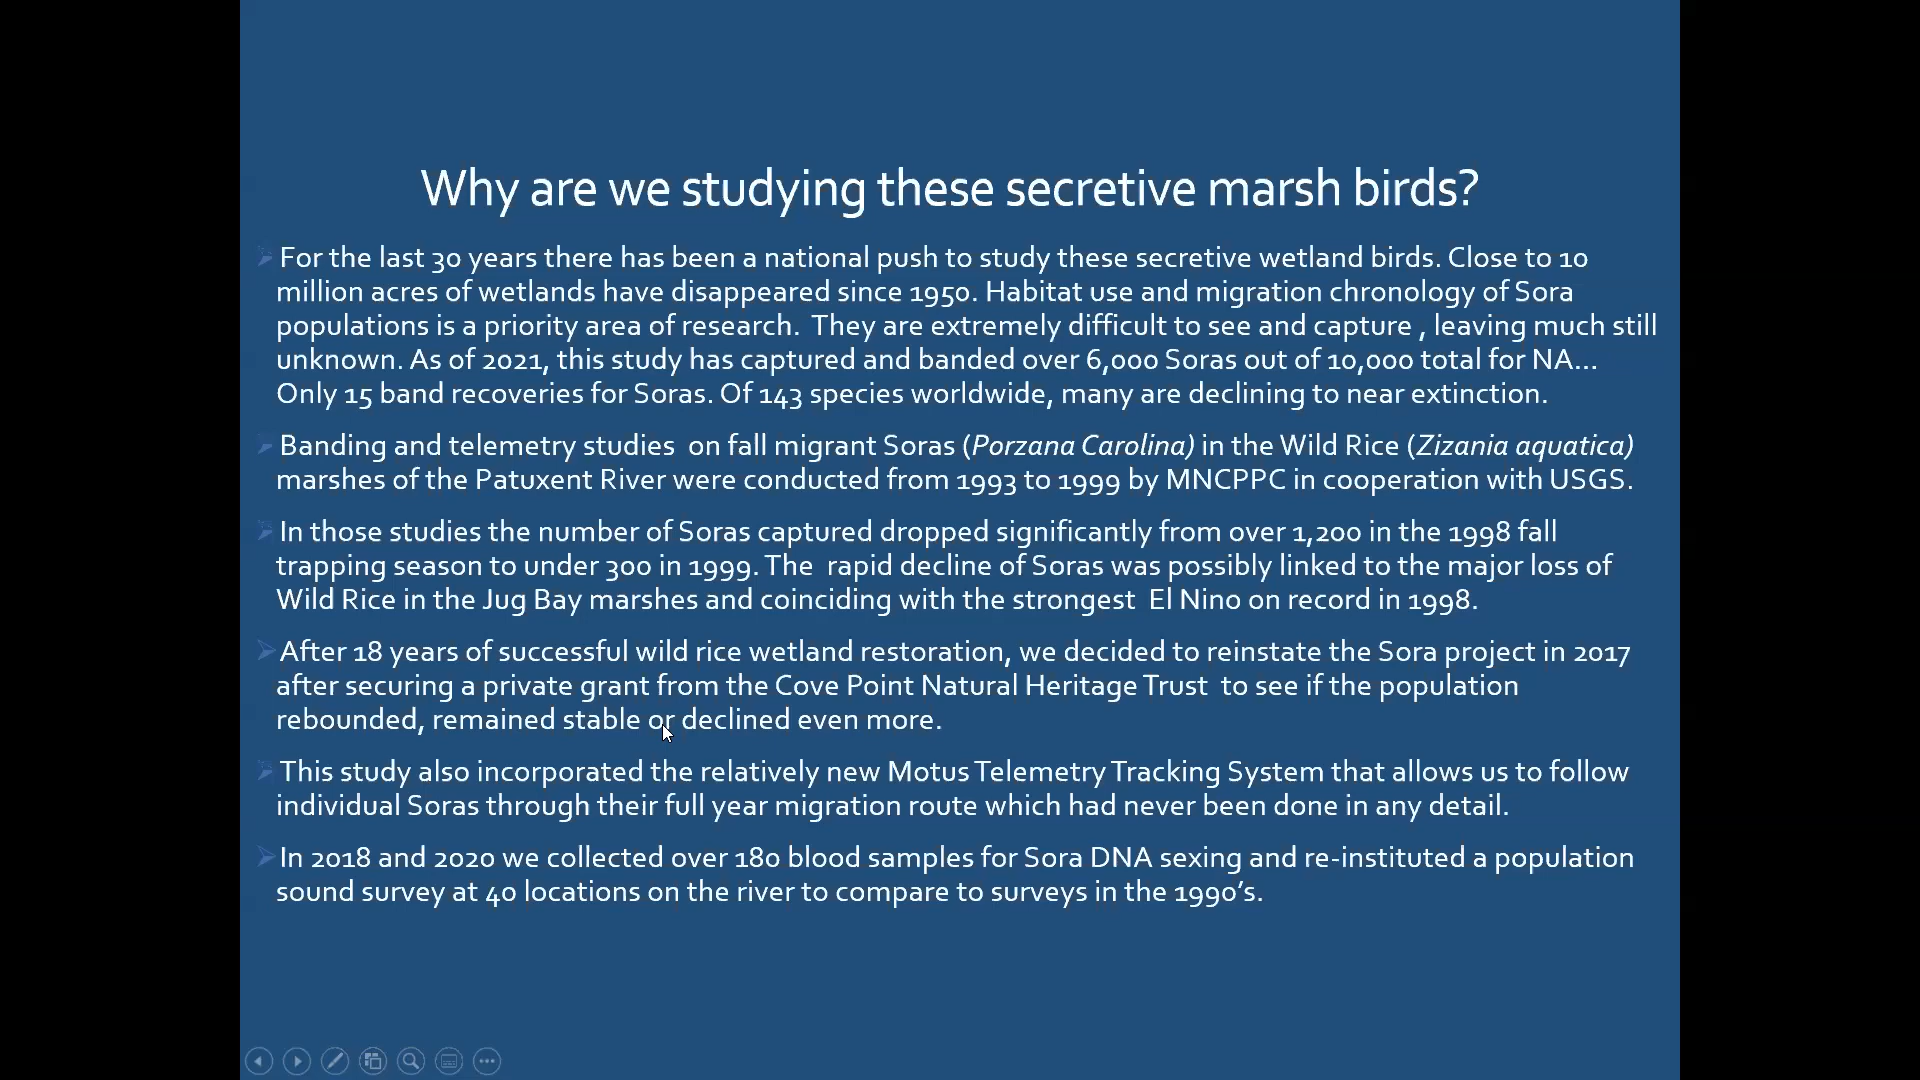 Why are we studying these secretive marsh birds?
For the last 30 years there has been a national push to study these secretive wetland birds. Close to 10
million acres of wetlands have disappeared since 1950. Habitat use and migration chronology of Sora
populations is a priority area of research.  They are extremely difficult to see and capture , leaving much still
unknown. As of 2021, this study has captured and banded over 6,000 Soras out of 10,000 total for NA...
Only 15 band recoveries for Soras. Of 143 species worldwide, many are declining to near extinction.
Banding and telemetry studies  on fall migrant Soras (Porzana Carolina) in the Wild Rice (Zizania aquatica)
marshes of the Patuxent River were conducted from 1993 to 1999 by MNCPPC in cooperation with USGS.
In those studies the number of Soras captured dropped significantly from over 1,200 in the 1998 fall
trapping season to under 300 in 1999. The  rapid decline of Soras was possibly linked to the major loss of
Wild Rice in the Jug Bay marshes and coinciding with the strongest  El Nino on record in 1998.
After 18 years of successful wild rice wetland restoration, we decided to reinstate the Sora project in 2017
after securing a private grant from the Cove Point Natural Heritage Trust  to see if the population
rebounded, remained stable or declined even more.
This study also incorporated the relatively new Motus Telemetry Tracking System that allows us to follow
individual Soras through their full year migration route which had never been done in any detail.
In 2018 and 2020 we collected over 180 blood samples for Sora DNA sexing and re-instituted a population
sound survey at 40 locations on the river to compare to surveys in the 1990's.